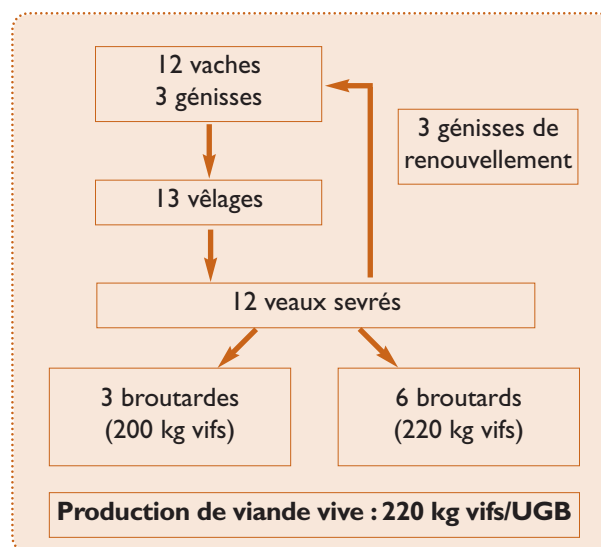 12 vaches
3 génisses
3 génisses de
renouvellement
13 vêlages
12 veaux sevrés
3 broutardes
(200 kg vifs)
6 broutards
(220 kg vifs)
Production de viande vive : 220 kg vifs/UGB